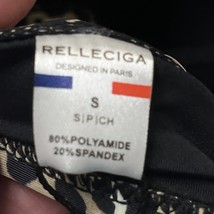 RELLECIGA
DESIGNED IN PARIS
S
S|P|CH
80%POLYAMIDE
20%SPANDEX